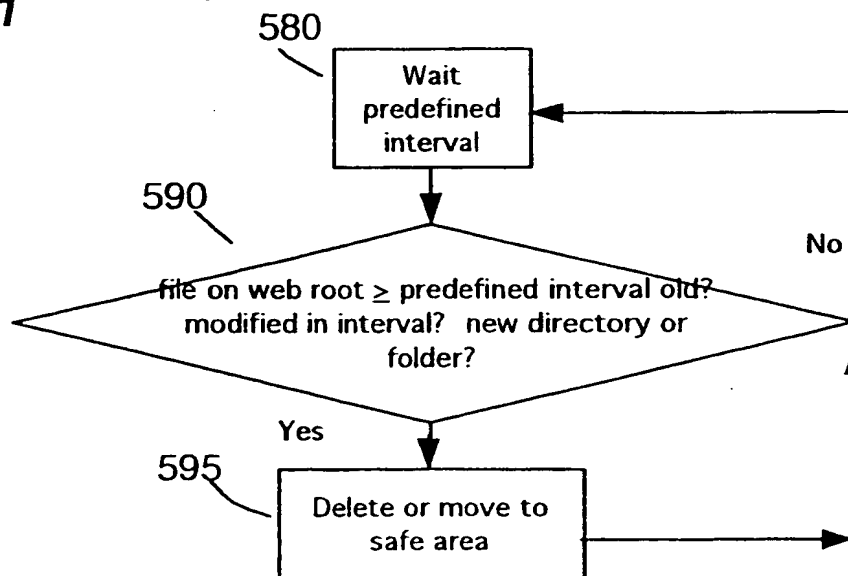 580
Wait
predefined
interval
590
No
file on web root ≥ predefined interval old?
modified in interval? new directory or
folder?
Yes
595
Delete or move to
safe area